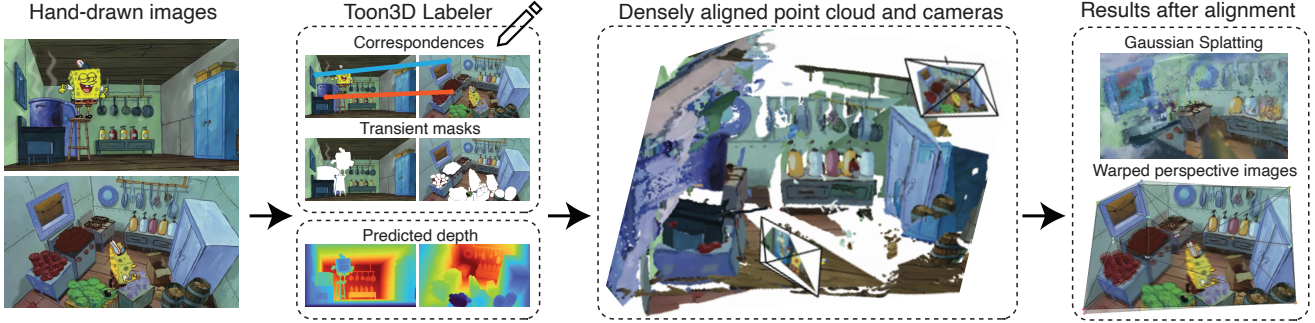 Hand-drawn images
Toon3D Labeler
Correspondences
Transient masks
Predicted depth
Densely aligned point cloud and cameras
Results after alignment
Gaussian Splatting
Warped perspective images